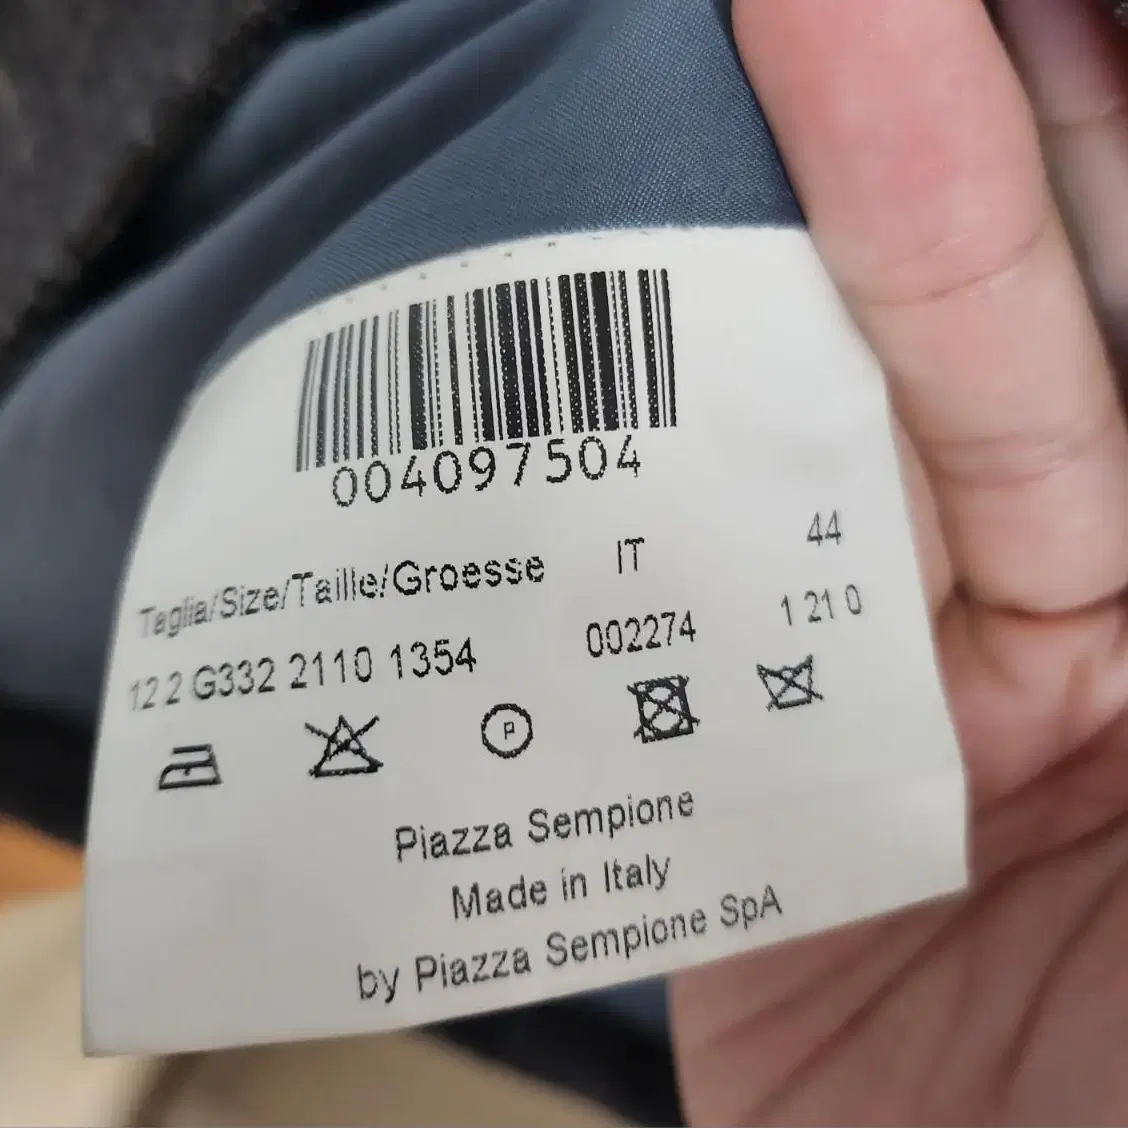 004097504
Taglia/Size/Taille/Groesse IT 44
12 2 G332 2110 1354 002274 1 21 0
P
Piazza Sempione
Made in Italy
by Piazza Sempione SpA